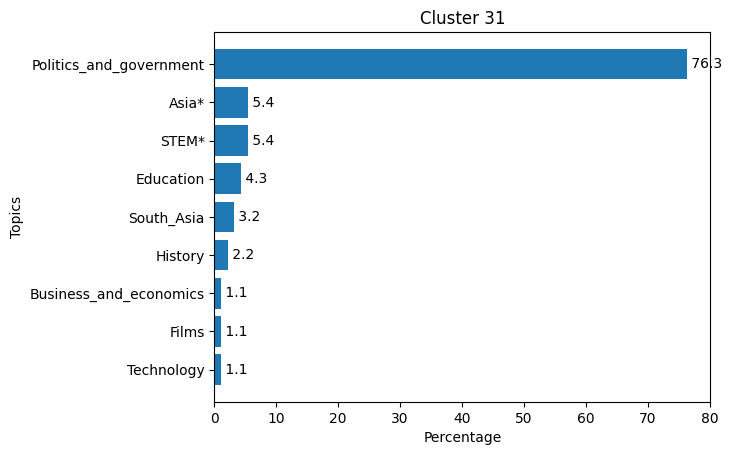 Cluster 31
Politics_and_government 76.3
Asia* 5.4
STEM* 5.4
Education 4.3
South_Asia 3.2
History 2.2
Business_and_economics 1.1
Films 1.1
Technology 1.1
Topics
0 10 20 30 40 50 60 70 80
Percentage